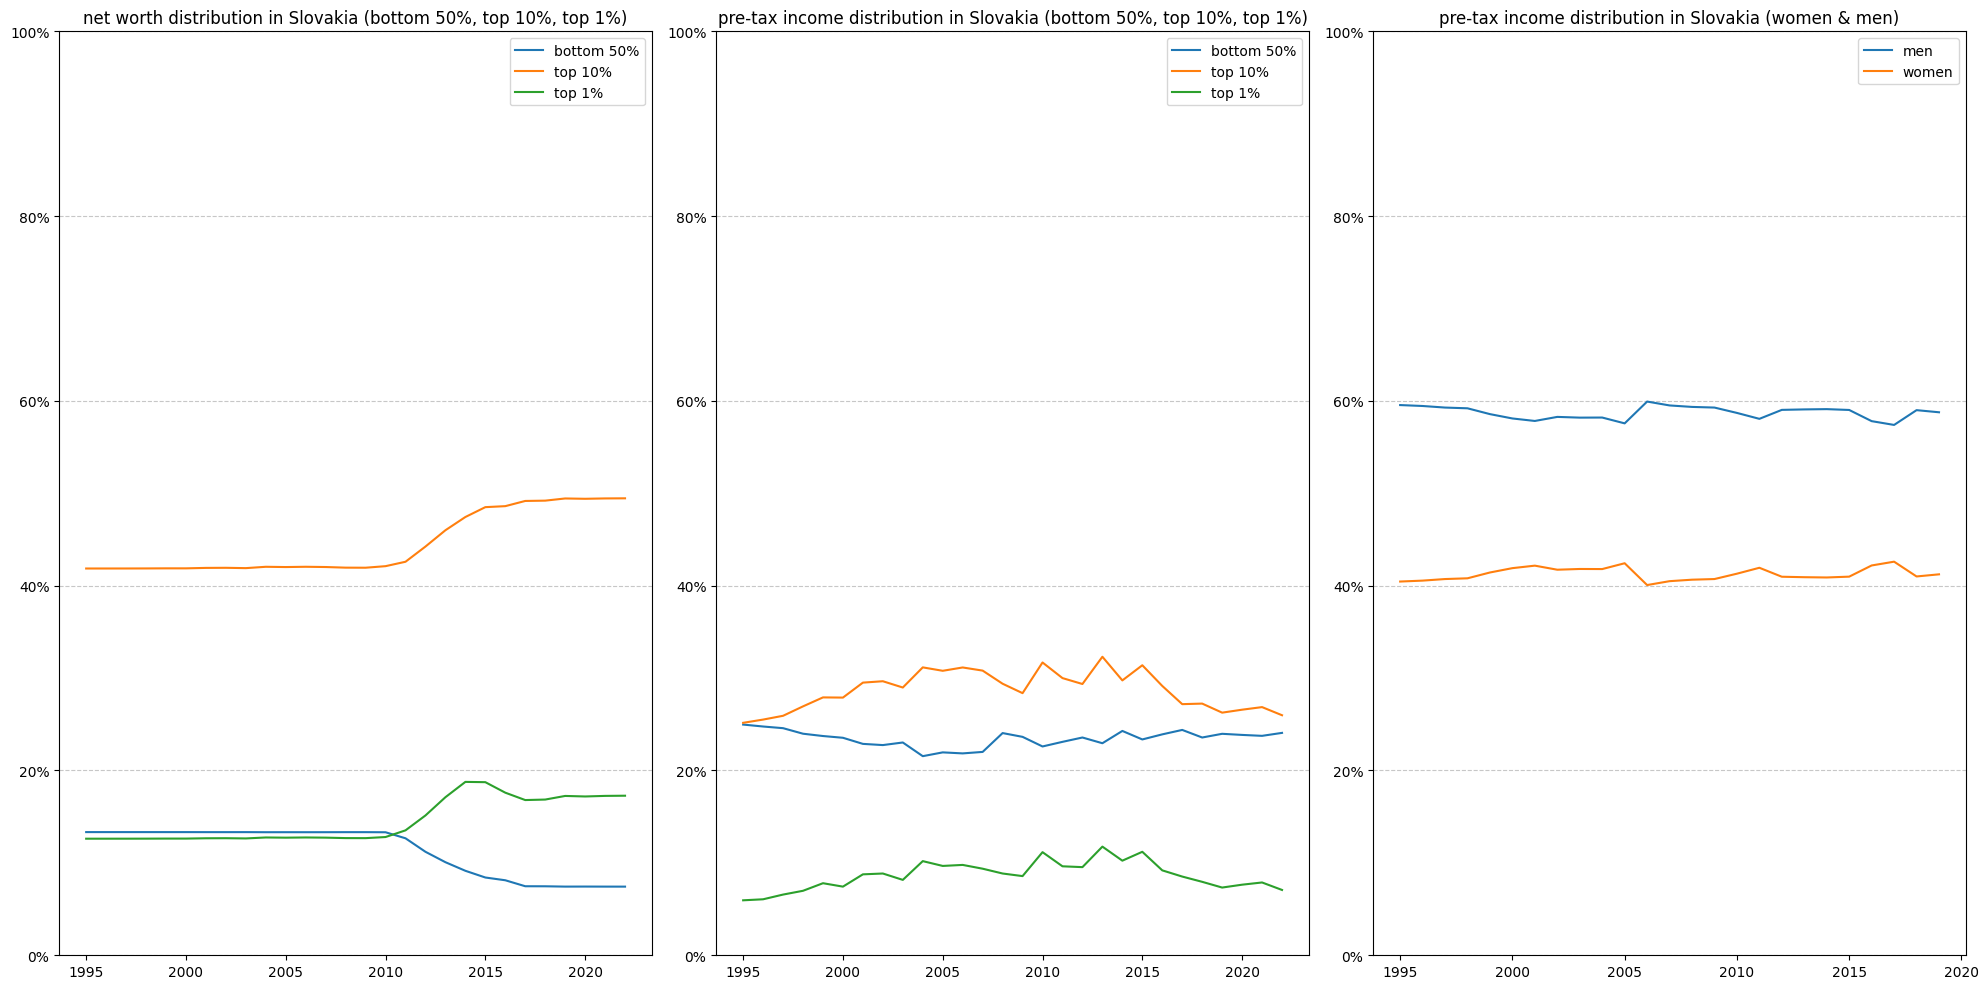 net worth distribution in Slovakia (bottom 50%, top 10%, top 1%)
100%
80%
60%
40%
20%
0%
1995 2000 2005 2010 2015 2020
bottom 50%
top 10%
top 1%
pre-tax income distribution in Slovakia (bottom 50%, top 10%, top 1%)
100%
80%
60%
40%
20%
0%
1995 2000 2005 2010 2015 2020
bottom 50%
top 10%
top 1%
pre-tax income distribution in Slovakia (women & men)
100%
80%
60%
40%
20%
0%
1995 2000 2005 2010 2015 2020
men
women